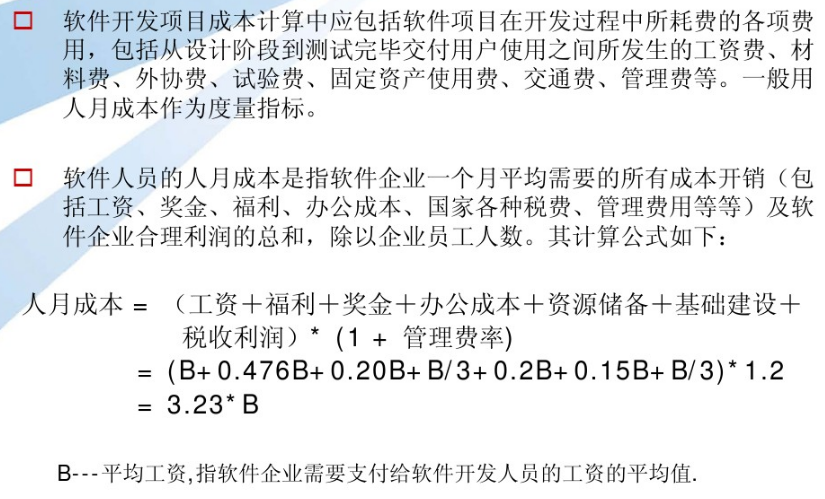 软件开发项目成本计算中应包括软件项目在开发过程中所耗费的各项费
用，包括从设计阶段到测试完毕交付用户使用之间所发生的工资费、材
料费、外协费、试验费、固定资产使用费、交通费、管理费等。一般用
人月成本作为度量指标。
软件人员的人月成本是指软件企业一个月平均需要的所有成本开销（包
括工资、奖金、福利、办公成本、国家各种税费、管理费用等等）及软
件企业合理利润的总和，除以企业员工人数。其计算公式如下：
人月成本 = （工资＋福利＋奖金＋办公成本＋资源储备＋基础建设＋
税收利润）* (1 + 管理费率)
= (B+0.476B+0.20B+B/3+0.2B+0.15B+B/3)*1.2
= 3.23*B
B---平均工资,指软件企业需要支付给软件开发人员的工资的平均值.